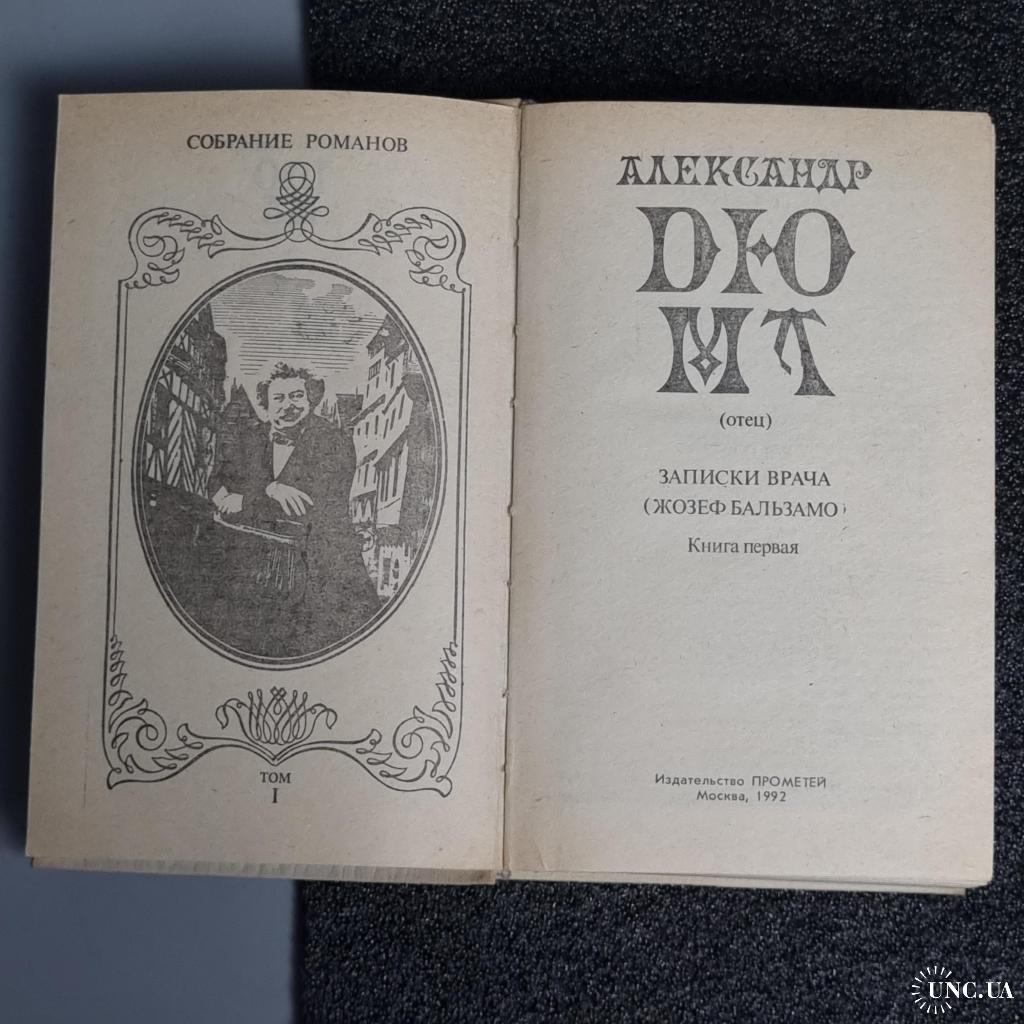 СОБРАНИЕ РОМАНОВ
ТОМ
I
АЛЕКСАНДР
ДЮ
МА
(отец)
ЗАПИСКИ ВРАЧА
(ЖОЗЕФ БАЛЬЗАМО)
Книга первая
Издательство ПРОМЕТЕЙ
Москва, 1992
UNC.UA